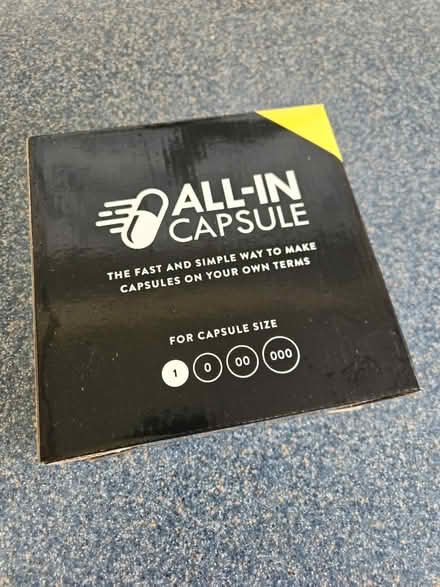 ALL-IN
CAPSULE
THE FAST AND SIMPLE WAY TO MAKE
CAPSULES ON YOUR OWN TERMS
FOR CAPSULE SIZE
1 0 00 000